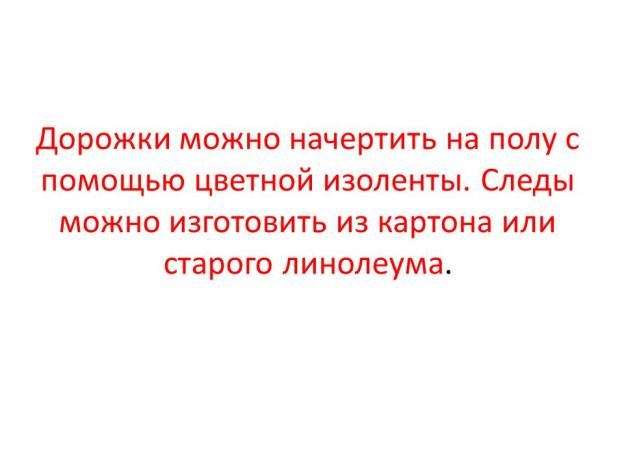 Дорожки можно начертить на полу с
помощью цветной изоленты. Следы
можно изготовить из картона или
старого линолеума.